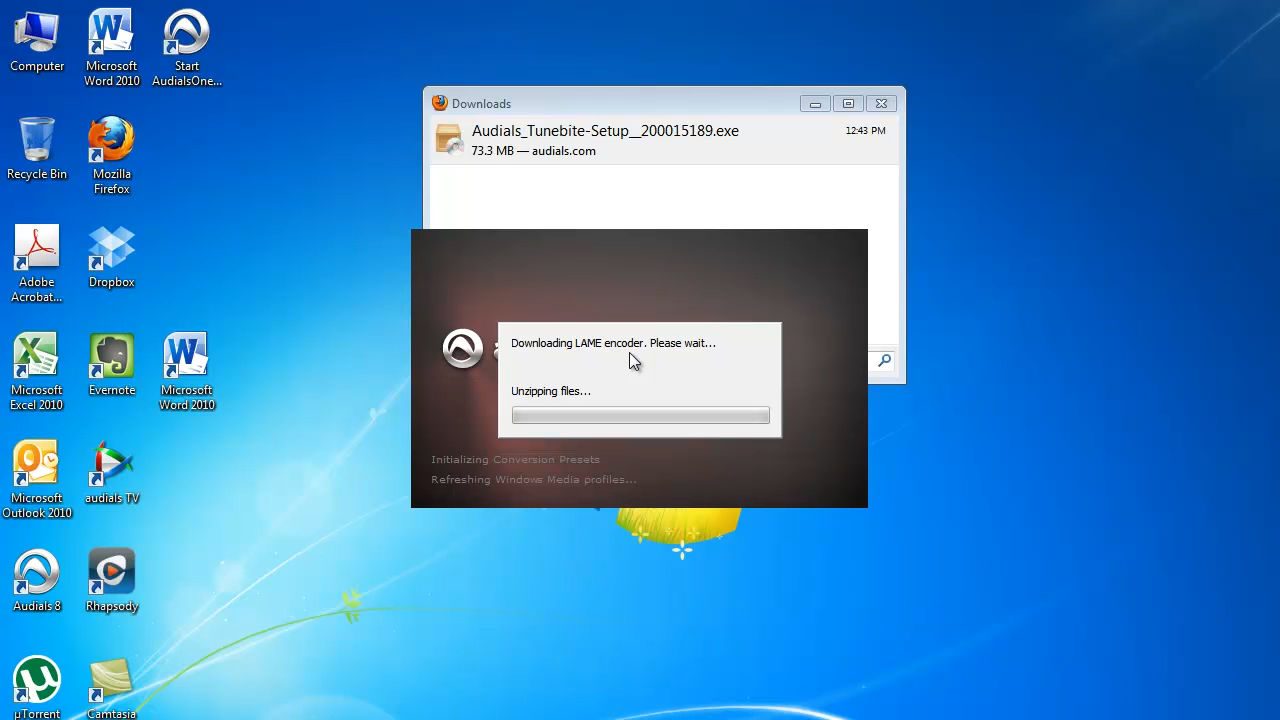 Computer
Microsoft
Word 2010
Start
AudialsOne...
Recycle Bin
Mozilla
Firefox
Adobe
Acrobat...
Dropbox
Microsoft
Excel 2010
Evernote
Microsoft
Word 2010
Microsoft
Outlook 2010
audials TV
Audials 8
Rhapsody
µTorrent
Camtasia
Downloads
Audials_Tunebite-Setup__200015189.exe
12:43 PM
73.3 MB — audials.com
Downloading LAME encoder. Please wait...
Unzipping files...
Initializing Conversion Presets
Refreshing Windows Media profiles...